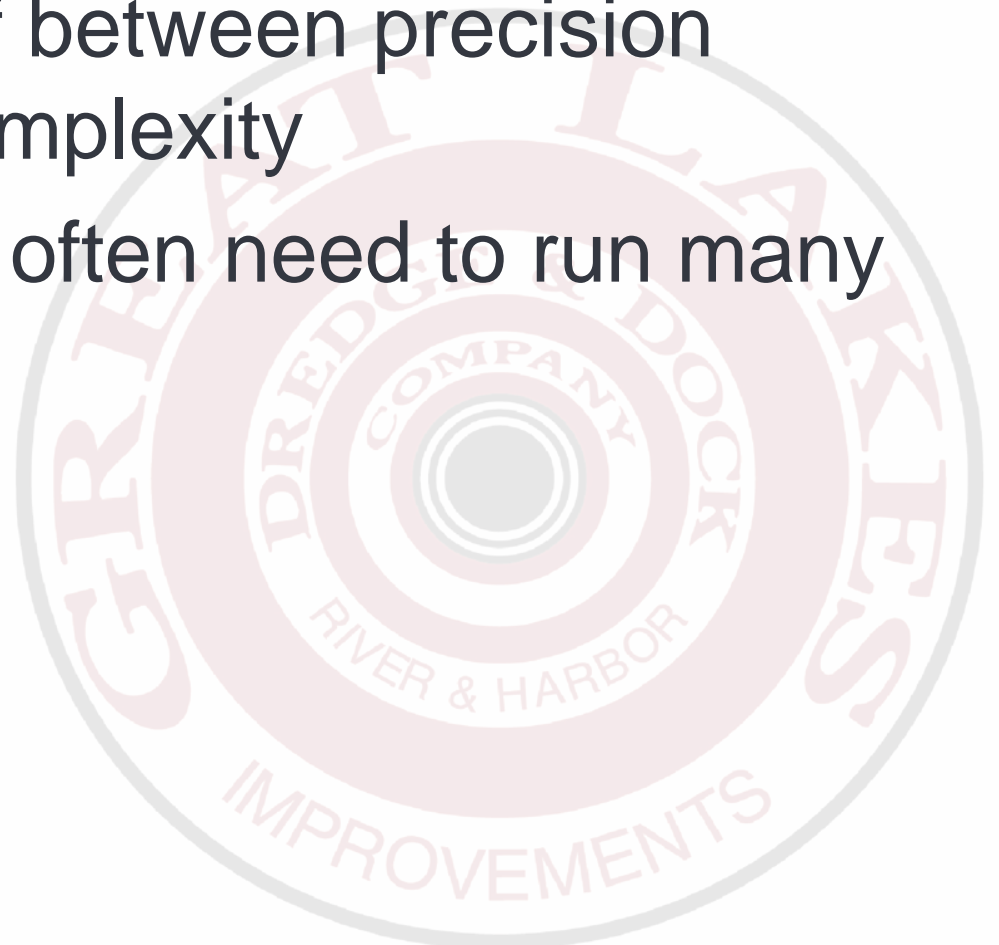 between precision
mplexity
often need to run many
GREAT LAKES
DREDGE & DOCK
COMPANY
RIVER & HARBOR
IMPROVEMENTS